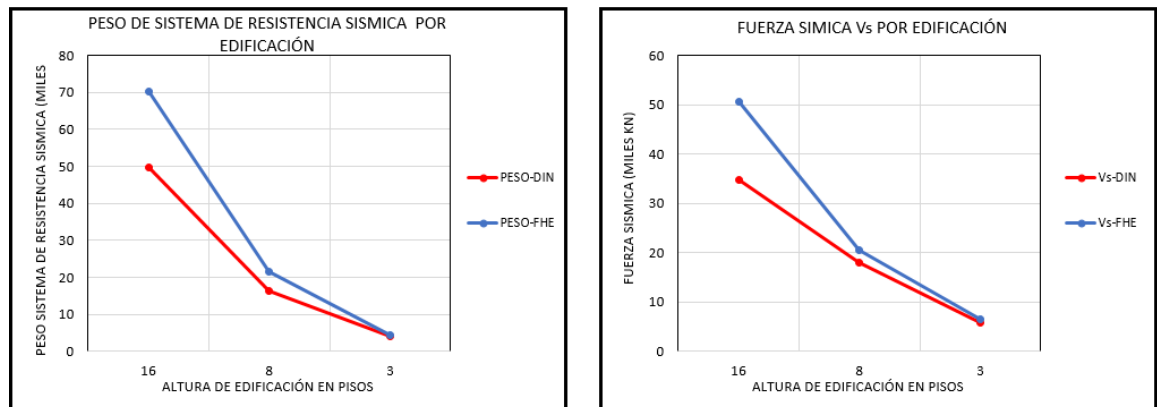 PESO DE SISTEMA DE RESISTENCIA SISMICA POR
EDIFICACIÓN
80
70
60
50
40
30
20
10
0
PESO SISTEMA DE RESISTENCIA SISMICA (MILES
16
8
3
ALTURA DE EDIFICACIÓN EN PISOS
PESO-DIN
PESO-FHE
FUERZA SIMICA Vs POR EDIFICACIÓN
60
50
40
30
20
10
0
FUERZA SISMICA (MILES KN)
16
8
3
ALTURA DE EDIFICACIÓN EN PISOS
Vs-DIN
Vs-FHE